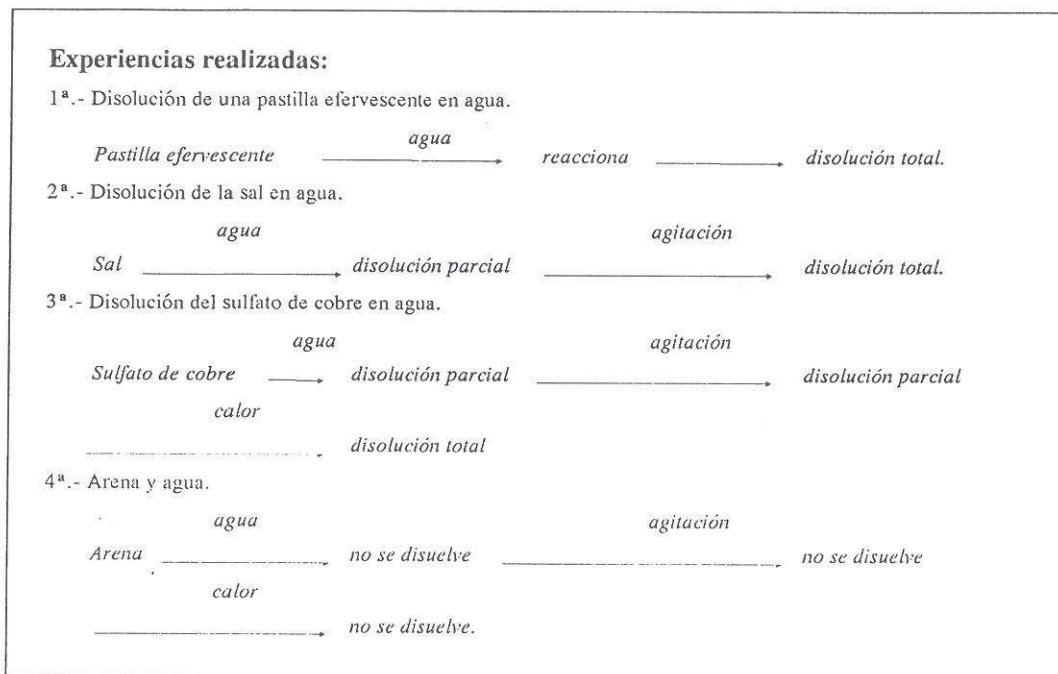 Experiencias realizadas:
1ª.- Disolución de una pastilla efervescente en agua.
agua
Pastilla efervescente reacciona disolución total.
2ª.- Disolución de la sal en agua.
agua agitación
Sal disolución parcial disolución total.
3ª.- Disolución del sulfato de cobre en agua.
agua agitación
Sulfato de cobre disolución parcial disolución parcial
calor
disolución total
4ª.- Arena y agua.
agua agitación
Arena no se disuelve no se disuelve
calor
no se disuelve.